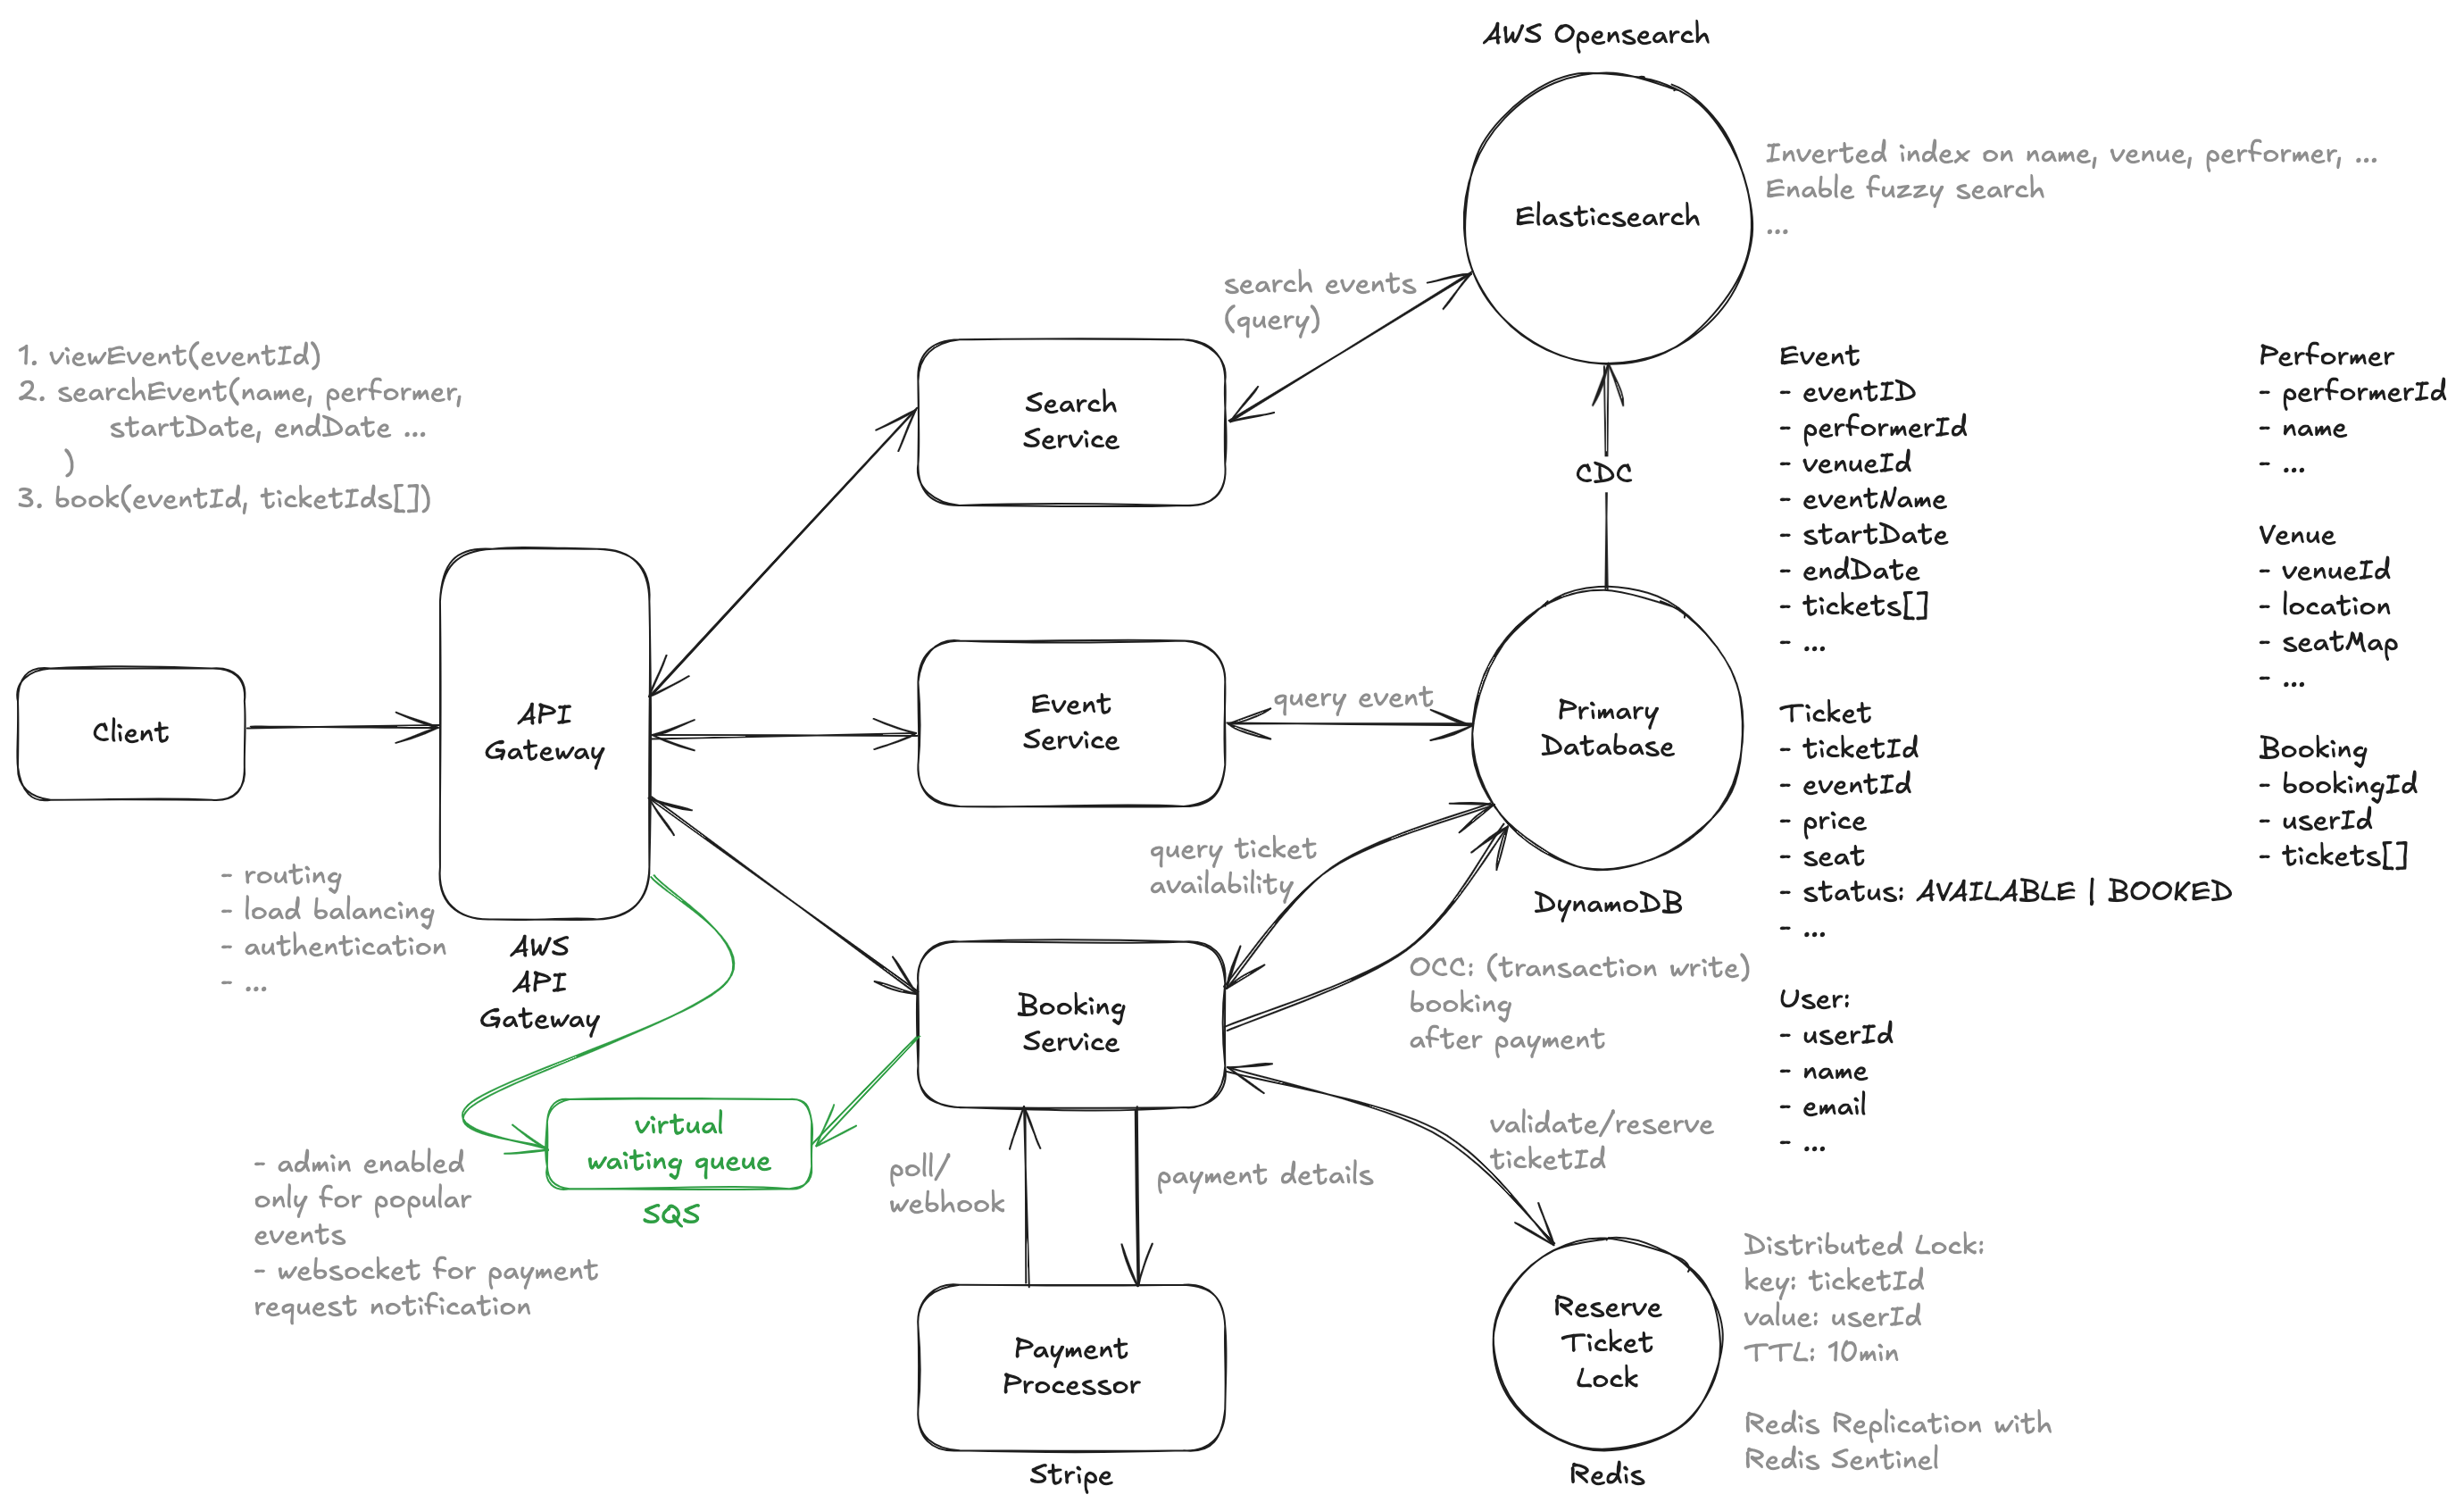 AWS Opensearch
Elasticsearch
Inverted index on name, venue, performer, ...
Enable fuzzy search
...
search events
(query)
1. viewEvent(eventId)
2. searchEvent(name, performer,
startDate, endDate ...
)
3. book(eventId, ticketIds[])
Search
Service
CDC
Event
- eventID
- performerId
- venueId
- eventName
- startDate
- endDate
- tickets[]
- ...
Performer
- performerId
- name
- ...
Venue
- venueId
- location
- seatMap
- ...
Client
API
Gateway
Event
Service
query event
Primary
Database
DynamoDB
Ticket
- ticketId
- eventId
- price
- seat
- status: AVAILABLE | BOOKED
- ...
Booking
- bookingId
- userId
- tickets[]
- routing
- load balancing
- authentication
- ...
AWS
API
Gateway
query ticket
availability
Booking
Service
OCC: (transaction write)
booking
after payment
User:
- userId
- name
- email
- ...
virtual
waiting queue
SQS
- admin enabled
only for popular
events
- websocket for payment
request notification
poll/
webhook
payment details
validate/reserve
ticketId
Payment
Processor
Stripe
Reserve
Ticket
Lock
Redis
Distributed Lock:
key: ticketId
value: userId
TTL: 10min
Redis Replication with
Redis Sentinel